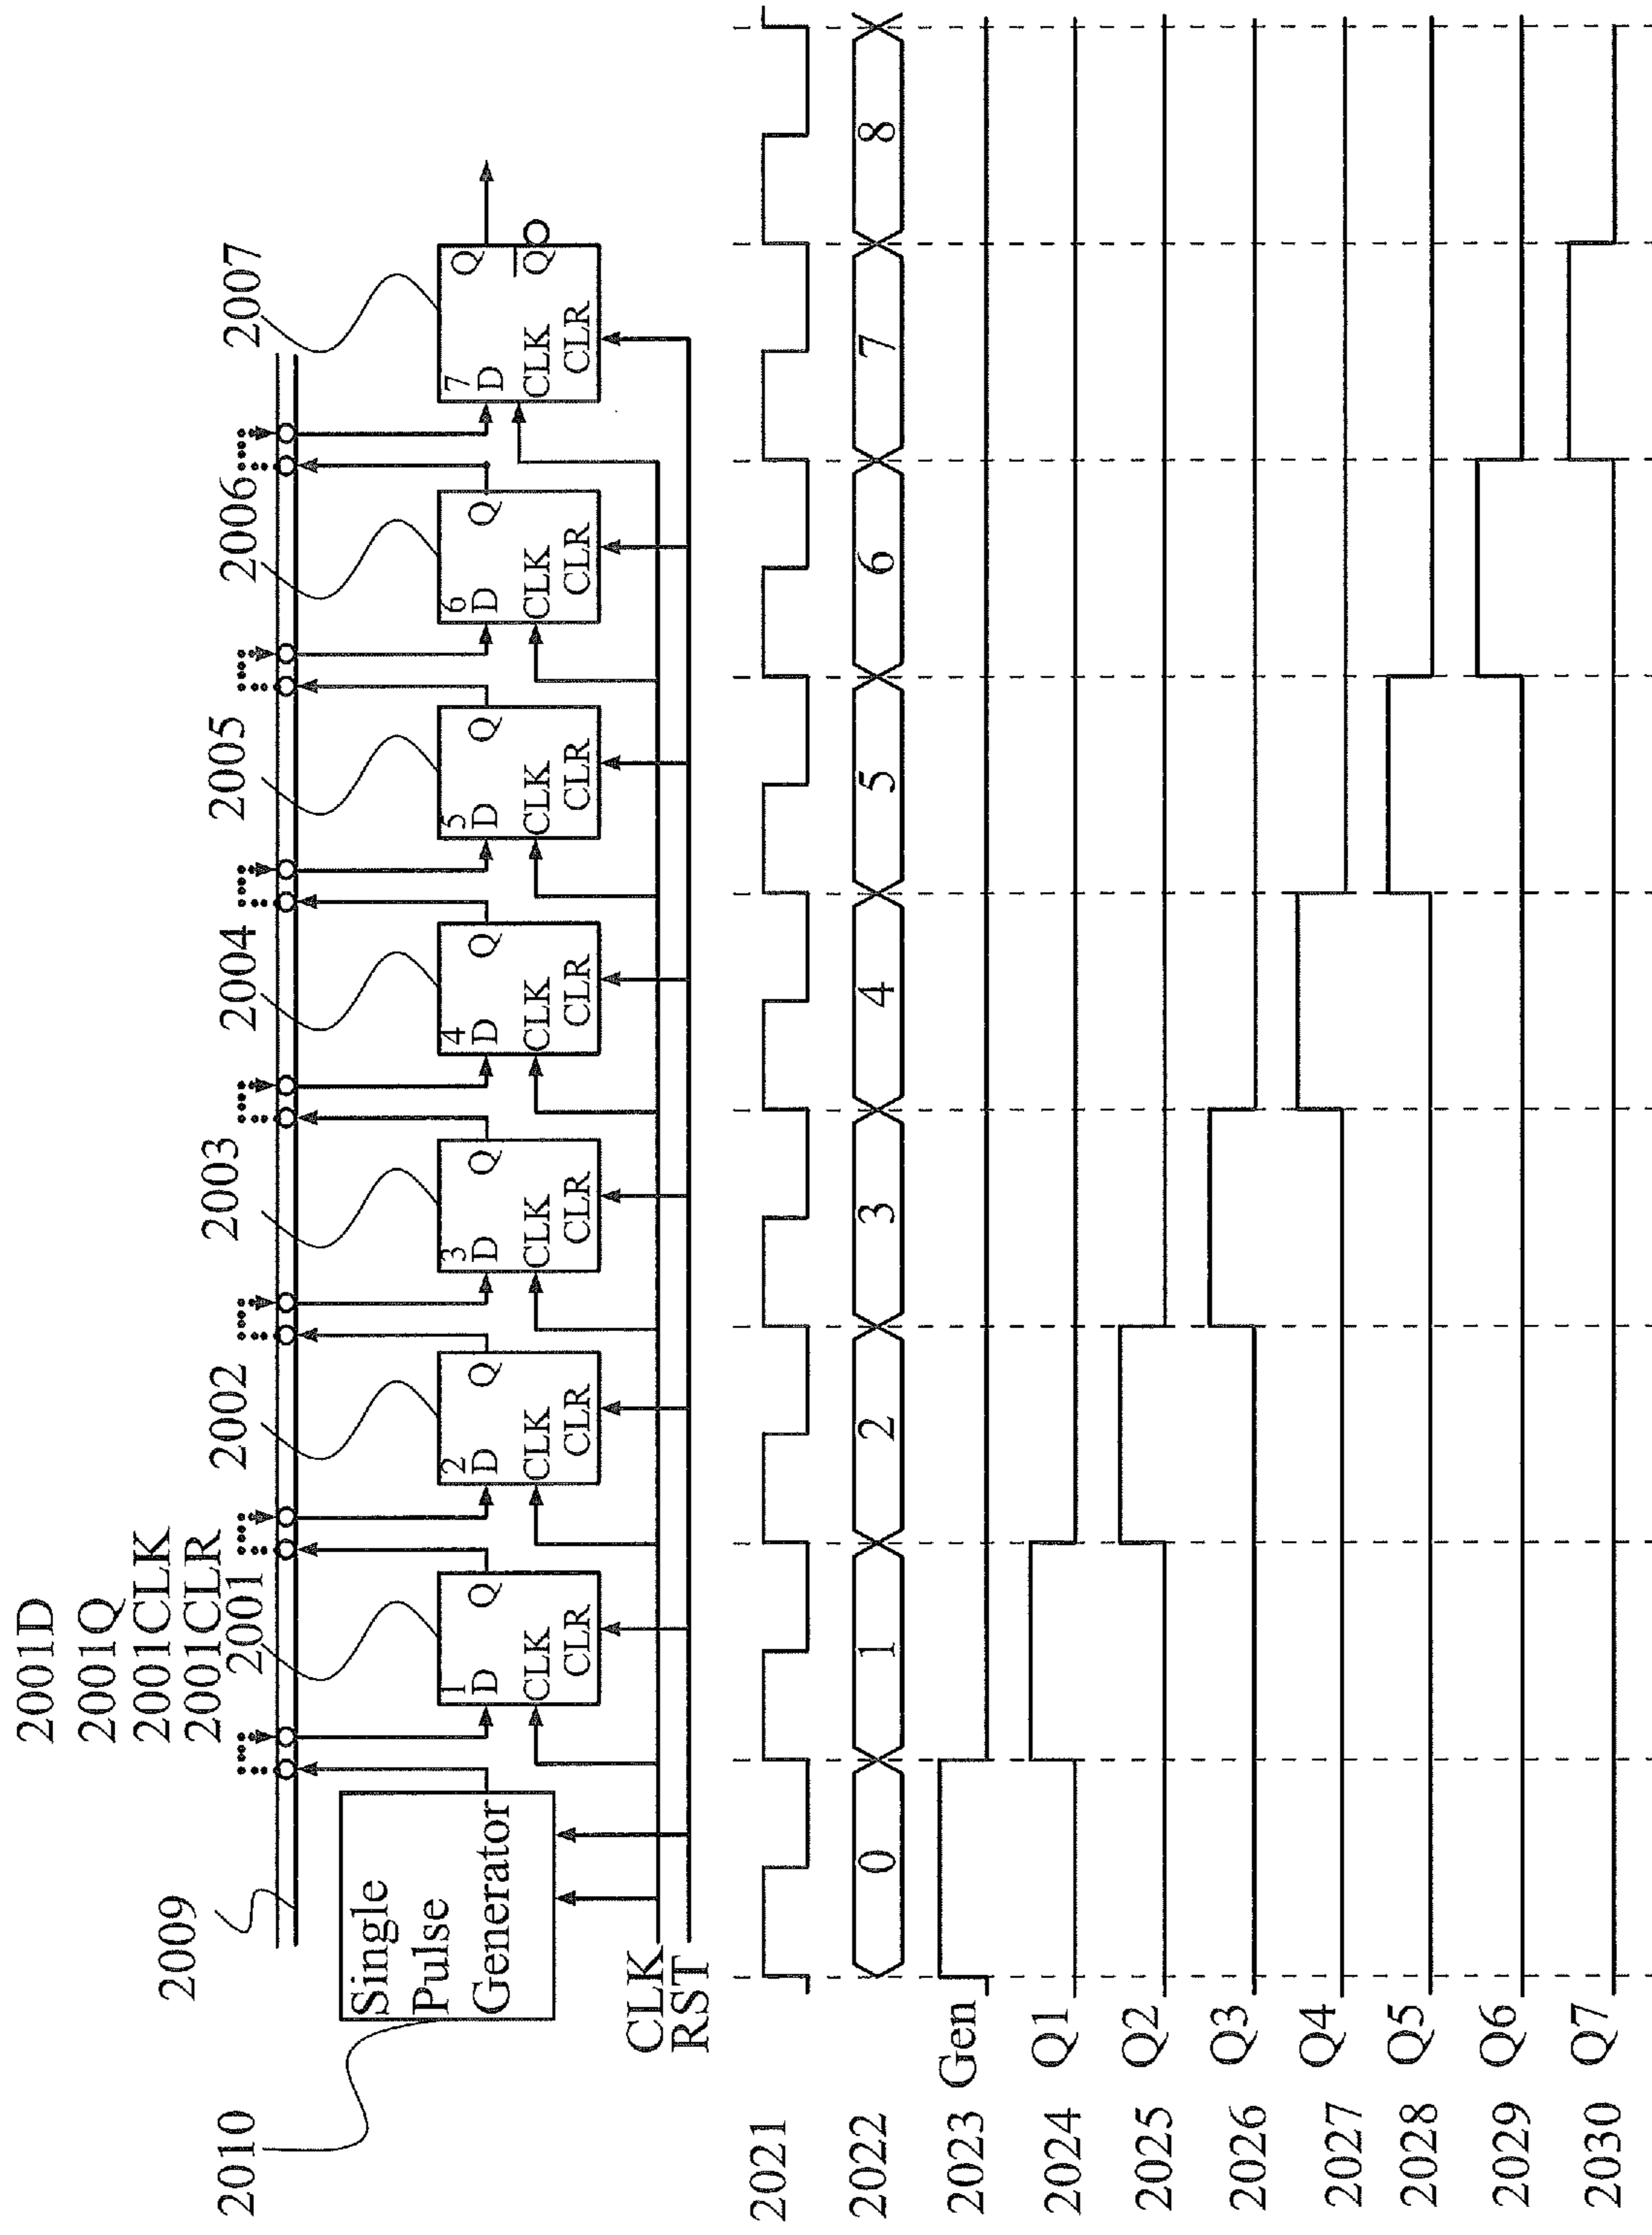 2001D
2001Q
2001CLK
2001CLR
2001
2002
2003
2004
2005
2006
2007
2009
2010
Single
Pulse
Generator
1
D
Q
CLK
CLR
2
D
Q
CLK
CLR
3
D
Q
CLK
CLR
4
D
Q
CLK
CLR
5
D
Q
CLK
CLR
6
D
Q
CLK
CLR
7
D
Q
Q̅
CLK
CLR
CLK
RST
2021
2022 0 1 2 3 4 5 6 7 8
2023 Gen
2024 Q1
2025 Q2
2026 Q3
2027 Q4
2028 Q5
2029 Q6
2030 Q7